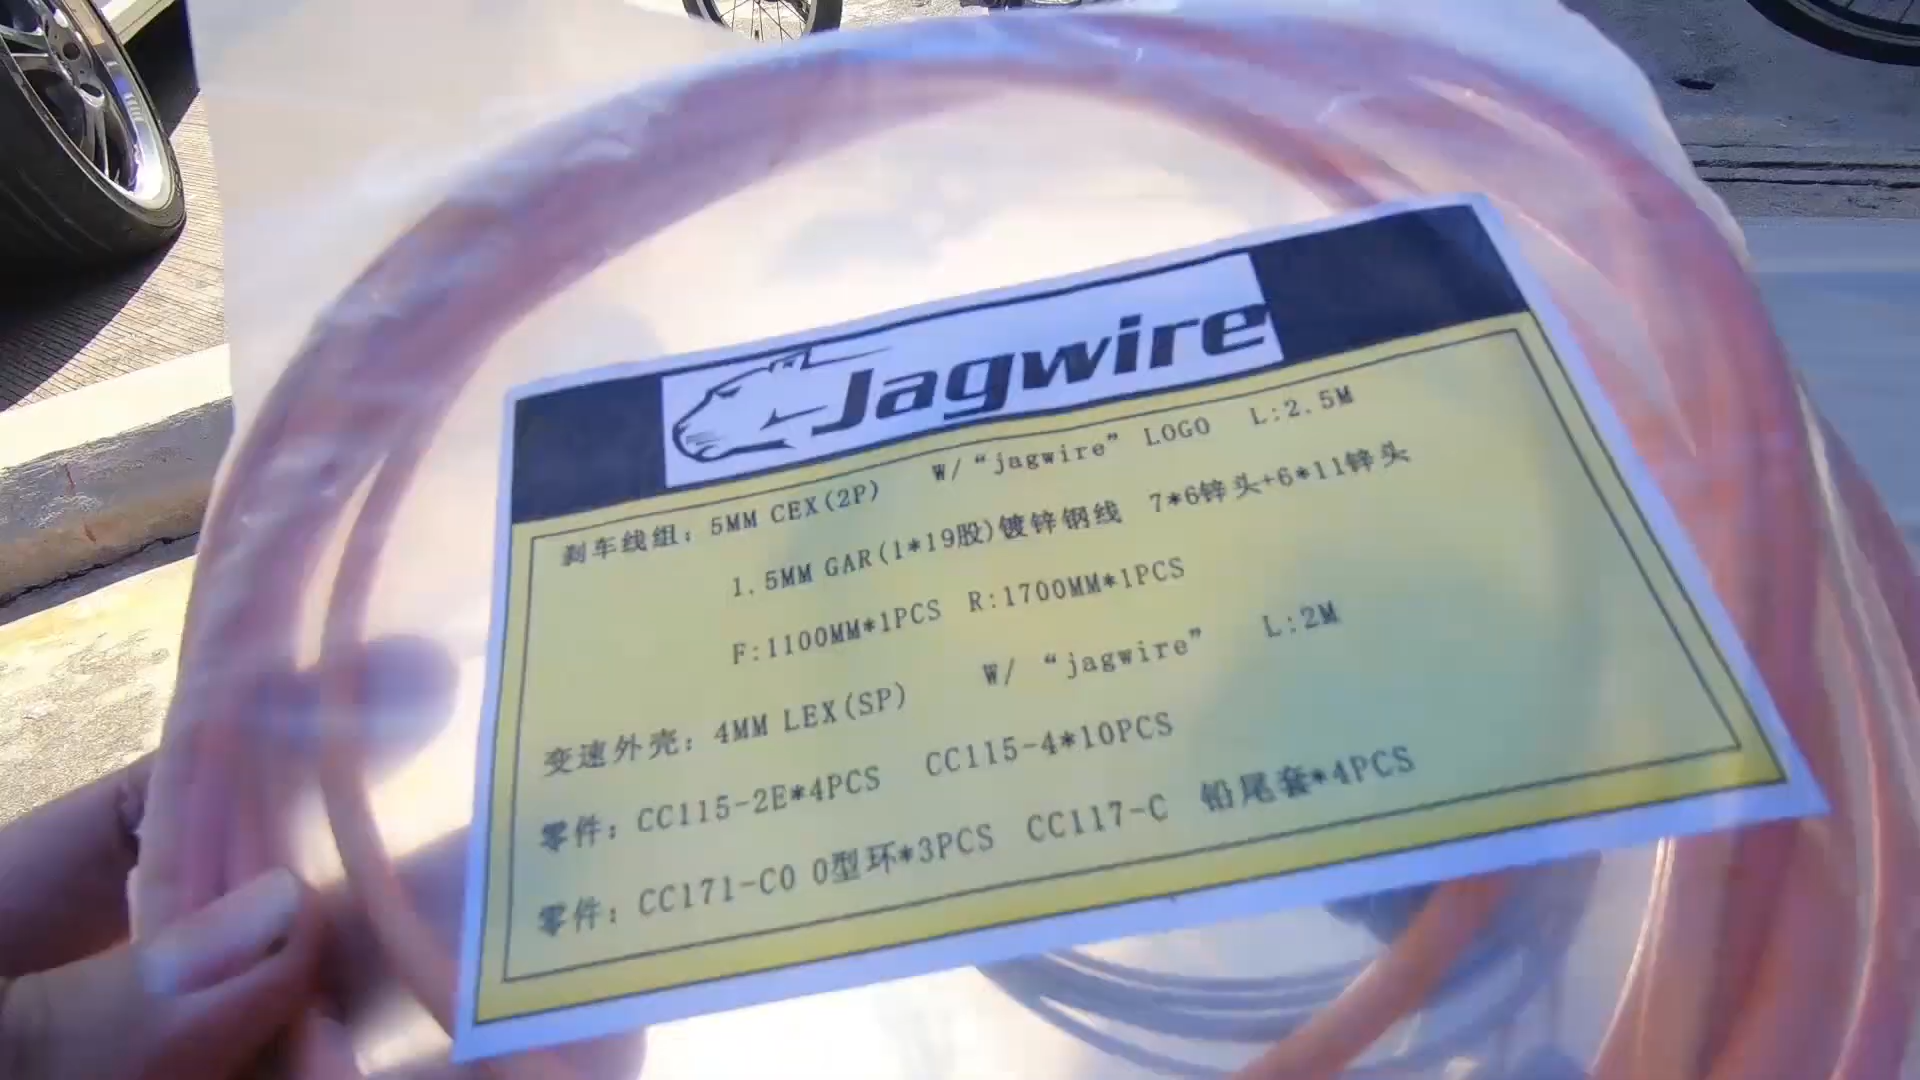 Jagwire
刹车线组: 5MM CEX(2P) W/ “jagwire” LOGO L:2.5M
1.5MM GAR(1*19股)镀锌钢线 7*6锌头+6*11锌头
F:1100MM*1PCS R:1700MM*1PCS
变速外壳: 4MM LEX(SP) W/ “jagwire” L:2M
零件: CC115-2E*4PCS CC115-4*10PCS
零件: CC171-C0 O型环*3PCS CC117-C 铅尾套*4PCS